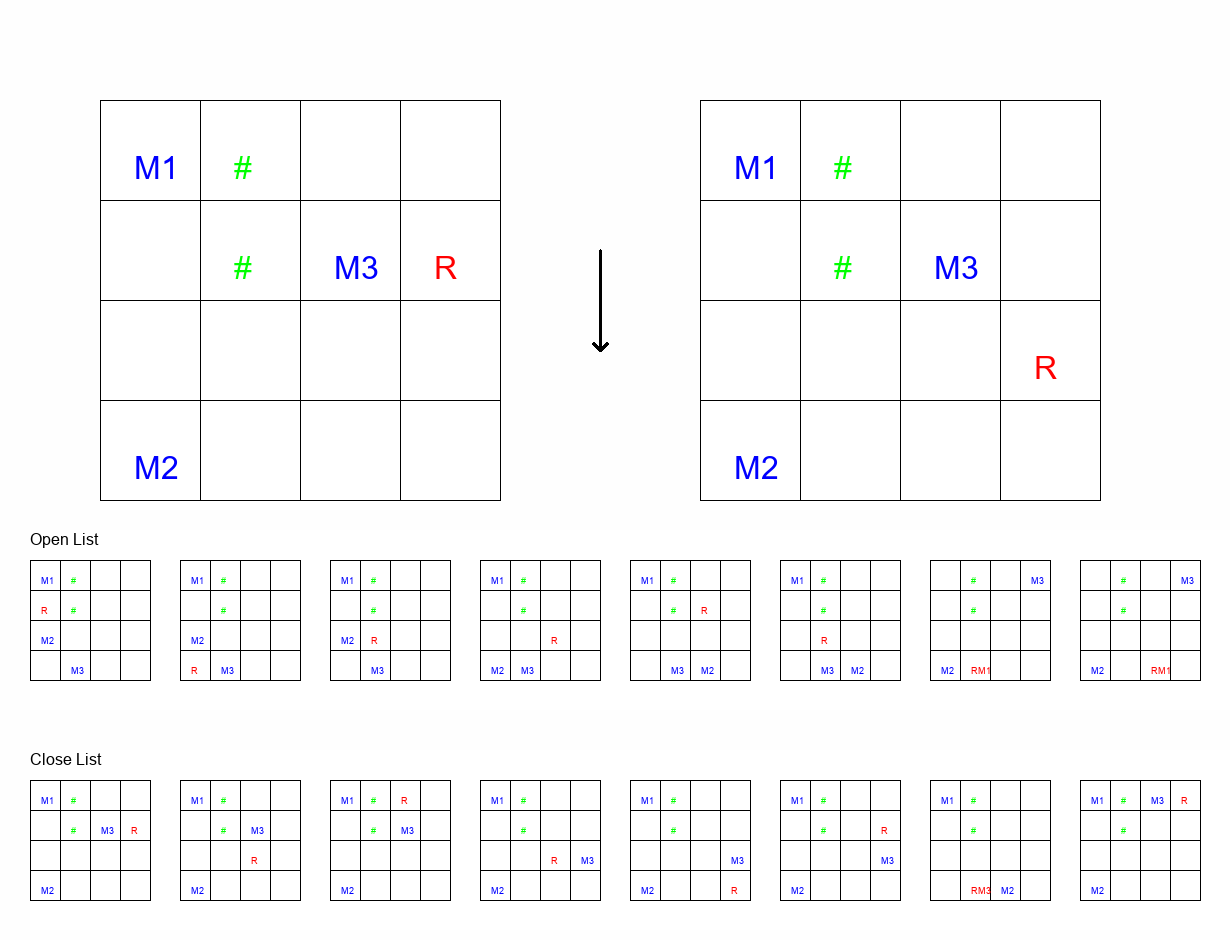 M1 # M1 #
# M3 R # M3
R
M2 M2
Open List
M1 # M1 # M1 # M1 # M1 # M1 # # M3 # M3
R # # # # # R # # #
M2 M2 M2 R R R
M3 R M3 M3 M2 M3 M3 M2 M3 M2 M2 RM1 M2 RM1
Close List
M1 # M1 # M1 # R M1 # M1 # M1 # M1 # M1 # M3 R
# M3 R # M3 # M3 # # # R # #
R R M3 M3 M3
M2 M2 M2 M2 M2 R M2 RM3 M2 M2